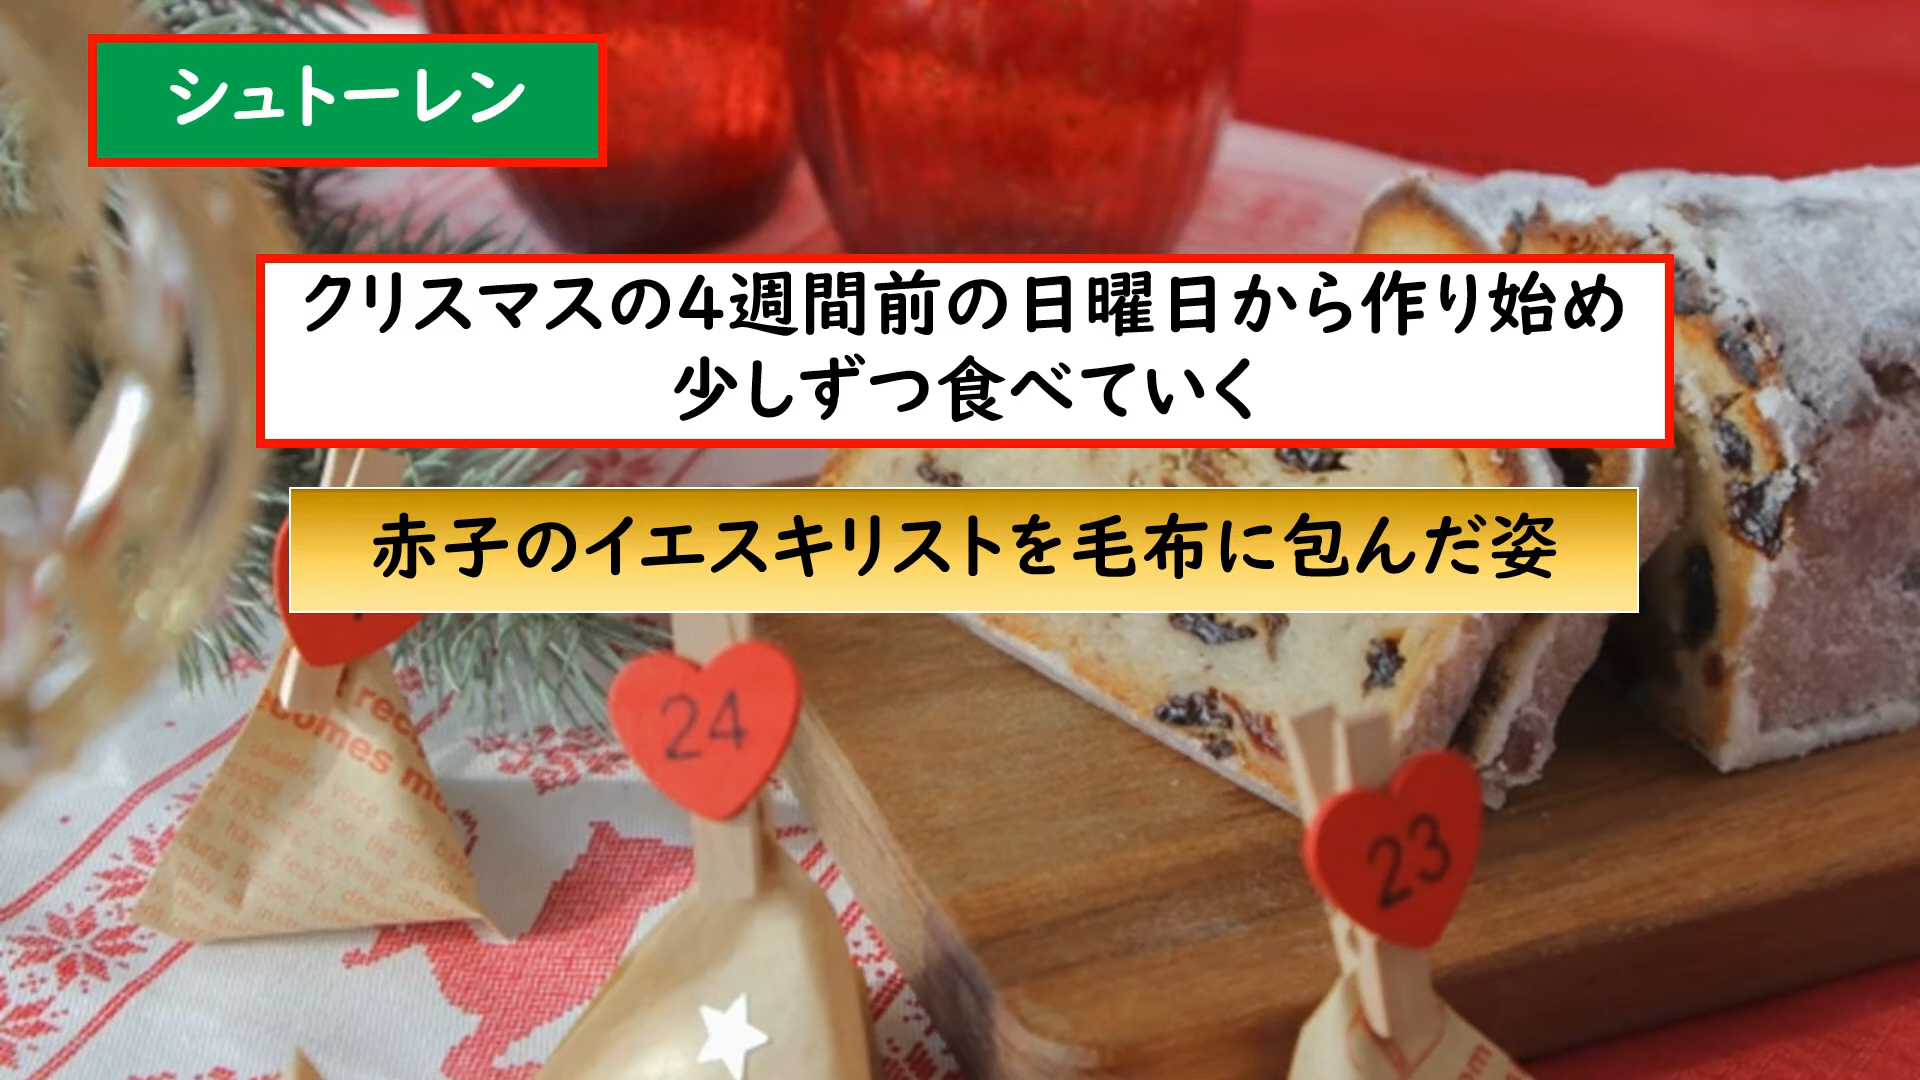 シュトーレン
クリスマスの4週間前の日曜日から作り始め
少しずつ食べていく
赤子のイエスキリストを毛布に包んだ姿
24
23